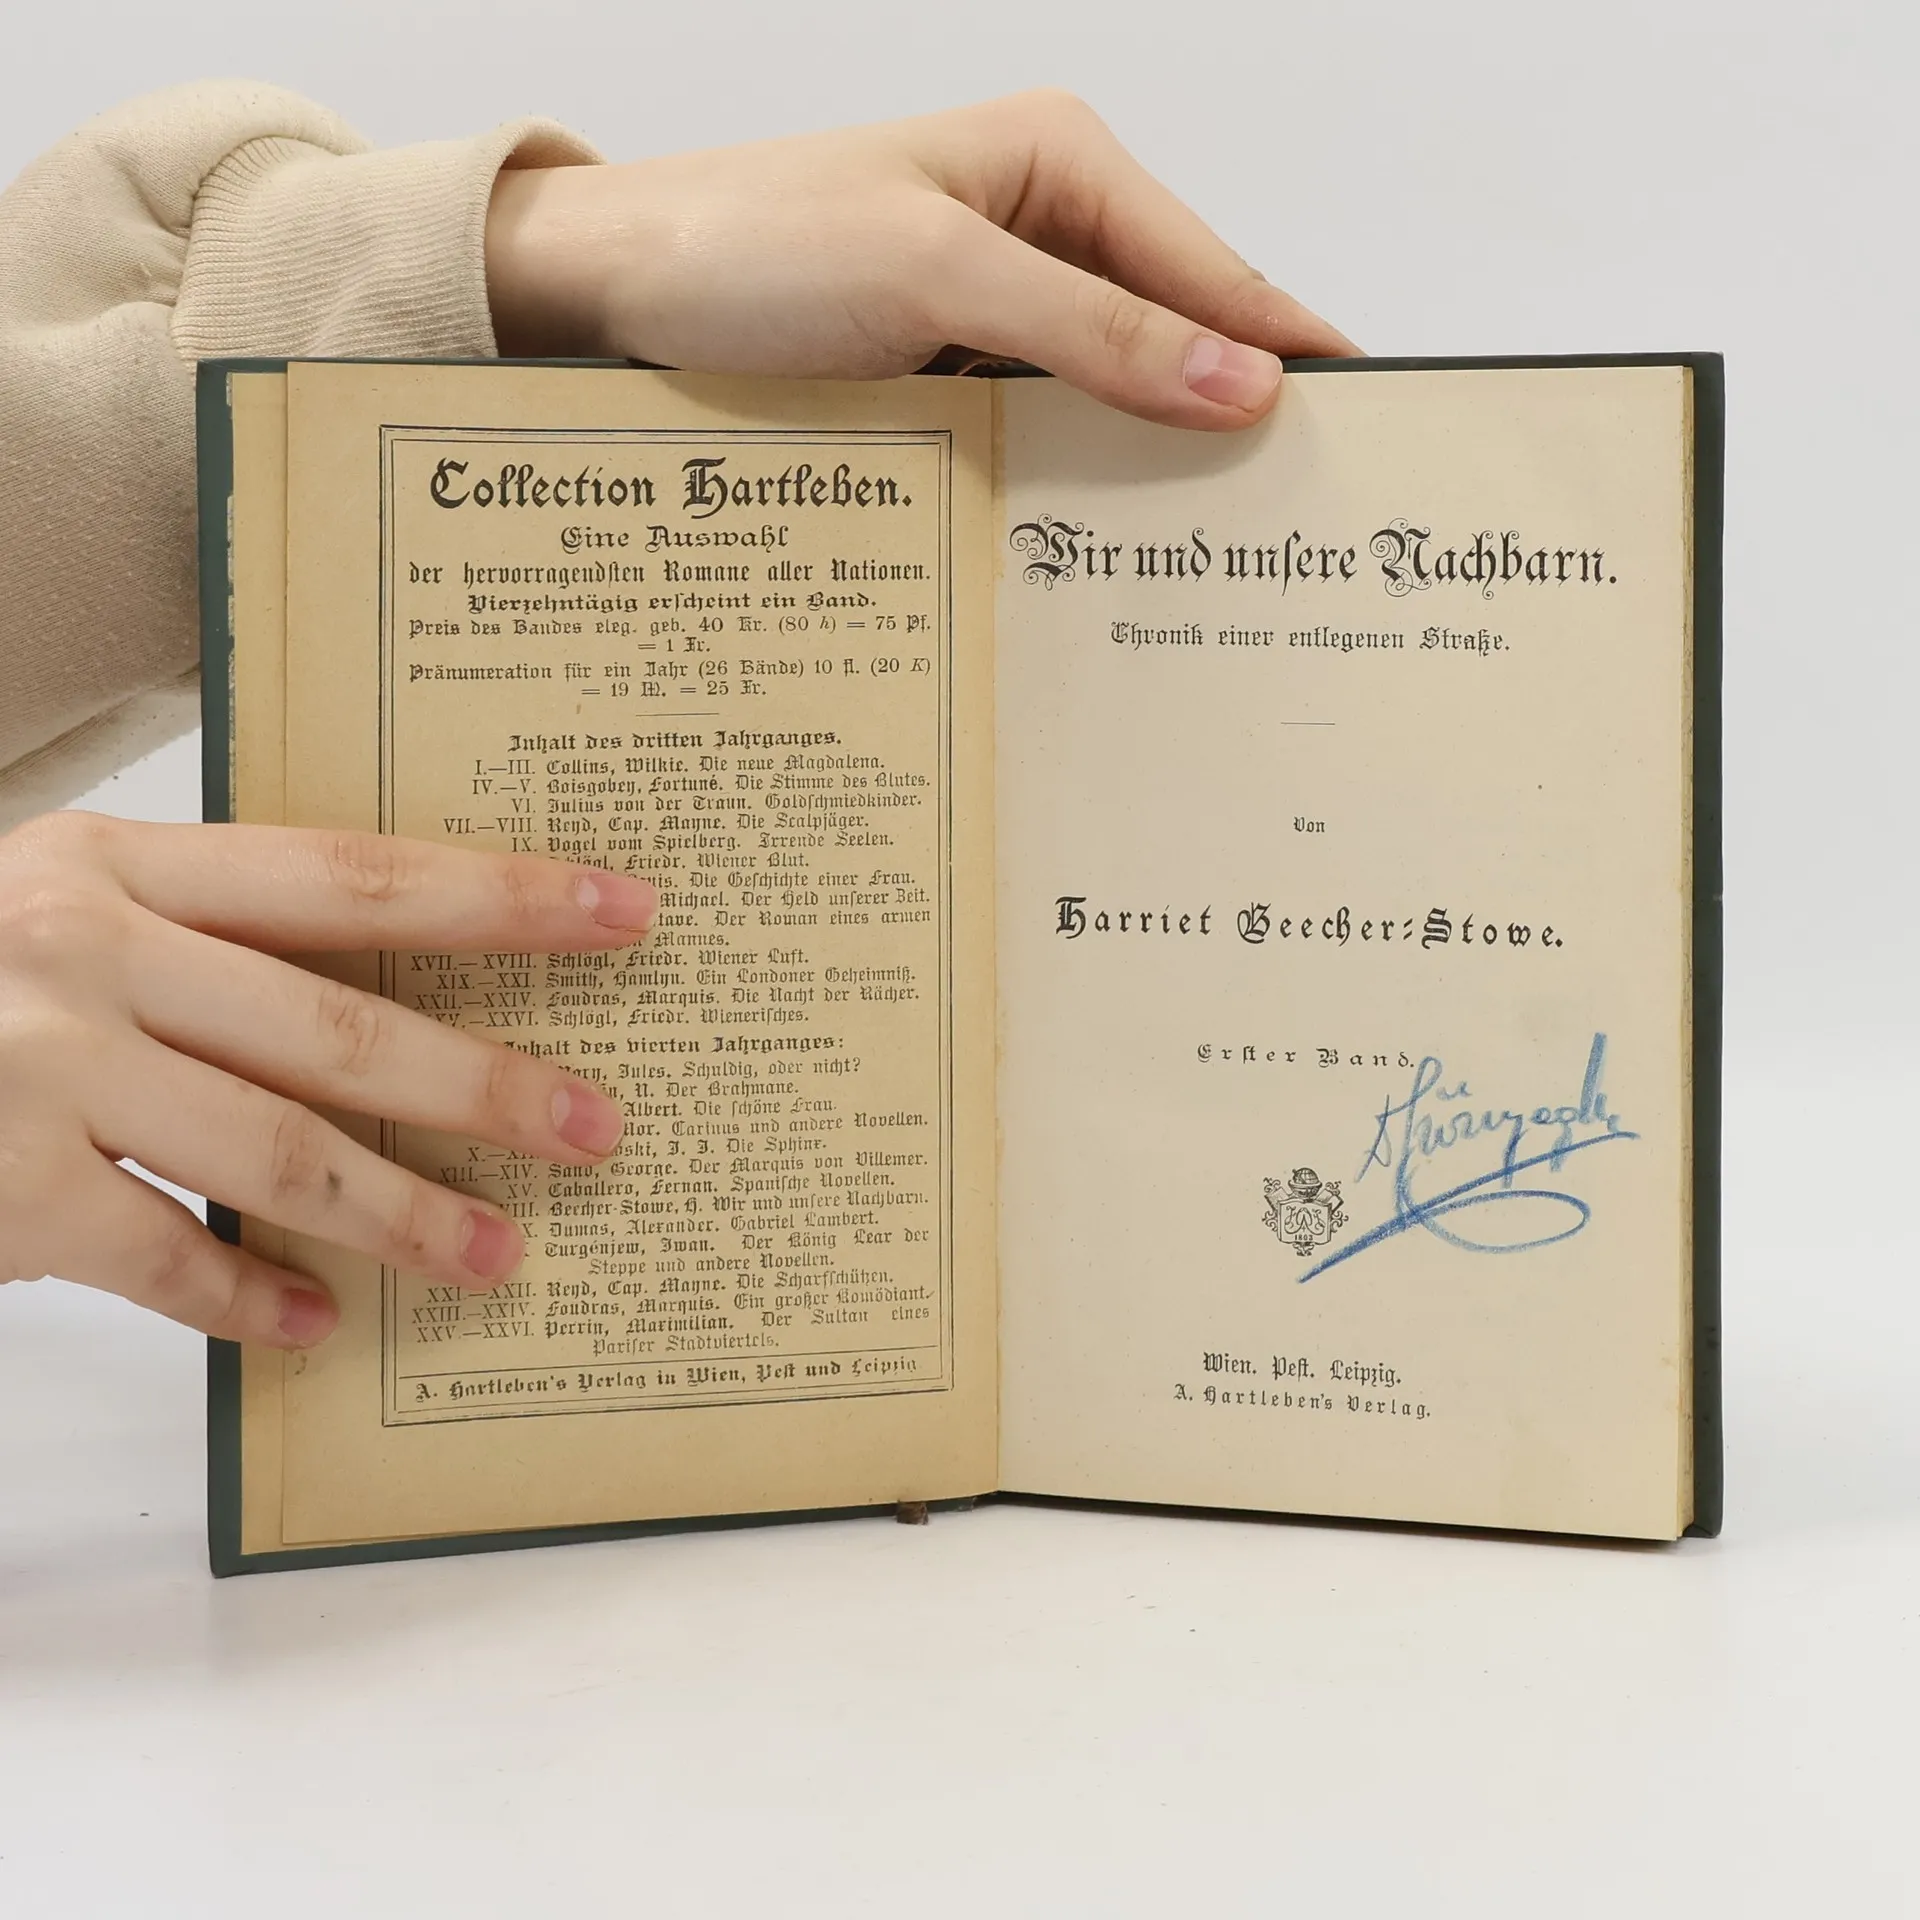 Collection Hartleben.
Eine Auswahl
der hervorragendsten Romane aller Nationen.
Vierzehntägig erscheint ein Band.
Preis des Bandes eleg. geb. 40 Kr. (80 h) = 75 Pf.
= 1 Fr.
Pränumeration für ein Jahr (26 Bände) 10 fl. (20 K)
= 19 M. = 25 Fr.
Inhalt des dritten Jahrganges.
I.—III. Collins, Wilkie. Die neue Magdalena.
IV.—V. Boisgobey, Fortuné. Die Stimme des Blutes.
VI. Julius von der Traun. Goldschmiedkinder.
VII.—VIII. Reyd, Cap. Mayne. Die Scalpjäger.
IX. Vogel vom Spielberg. Irrende Seelen.
Friedr. Wiener Blut.
Die Geschichte einer Frau.
Michael. Der Held unserer Zeit.
Der Roman eines armen
Mannes.
XVII.—XVIII. Schlögl, Friedr. Wiener Luft.
XIX.—XXI. Smith, Hamlyn. Ein Londoner Geheimniß.
XXII.—XXIV. Foudras, Marquis. Die Nacht der Rächer.
—XXVI. Schlögl, Friedr. Wienerisches.
Inhalt des vierten Jahrganges:
Jules. Schuldig, oder nicht?
N. Der Brahmane.
Albert. Die schöne Frau.
Carinus und andere Novellen.
J. I. Die Sphinx.
XIII.—XIV. Sand, George. Der Marquis von Villemer.
XV. Caballero, Fernan. Spanische Novellen.
Beecher-Stowe, H. Wir und unsere Nachbarn.
Dumas, Alexander. Gabriel Lambert.
Turgénjew, Iwan. Der König Lear der
Steppe und andere Novellen.
XXI.—XXII. Reyd, Cap. Mayne. Die Scharfschützen.
XXIII.—XXIV. Foudras, Marquis. Ein großer Komödiant.
XXV.—XXVI. Perrin, Maximilian. Der Sultan eines
Pariser Stadtviertels.
A. Hartleben's Verlag in Wien, Pest und Leipzig
Wir und unsere Nachbarn.
Chronik einer entlegenen Straße.
Von
Harriet Beecher-Stowe.
Erster Band.
1803
Wien. Pest. Leipzig.
A. Hartleben's Verlag.